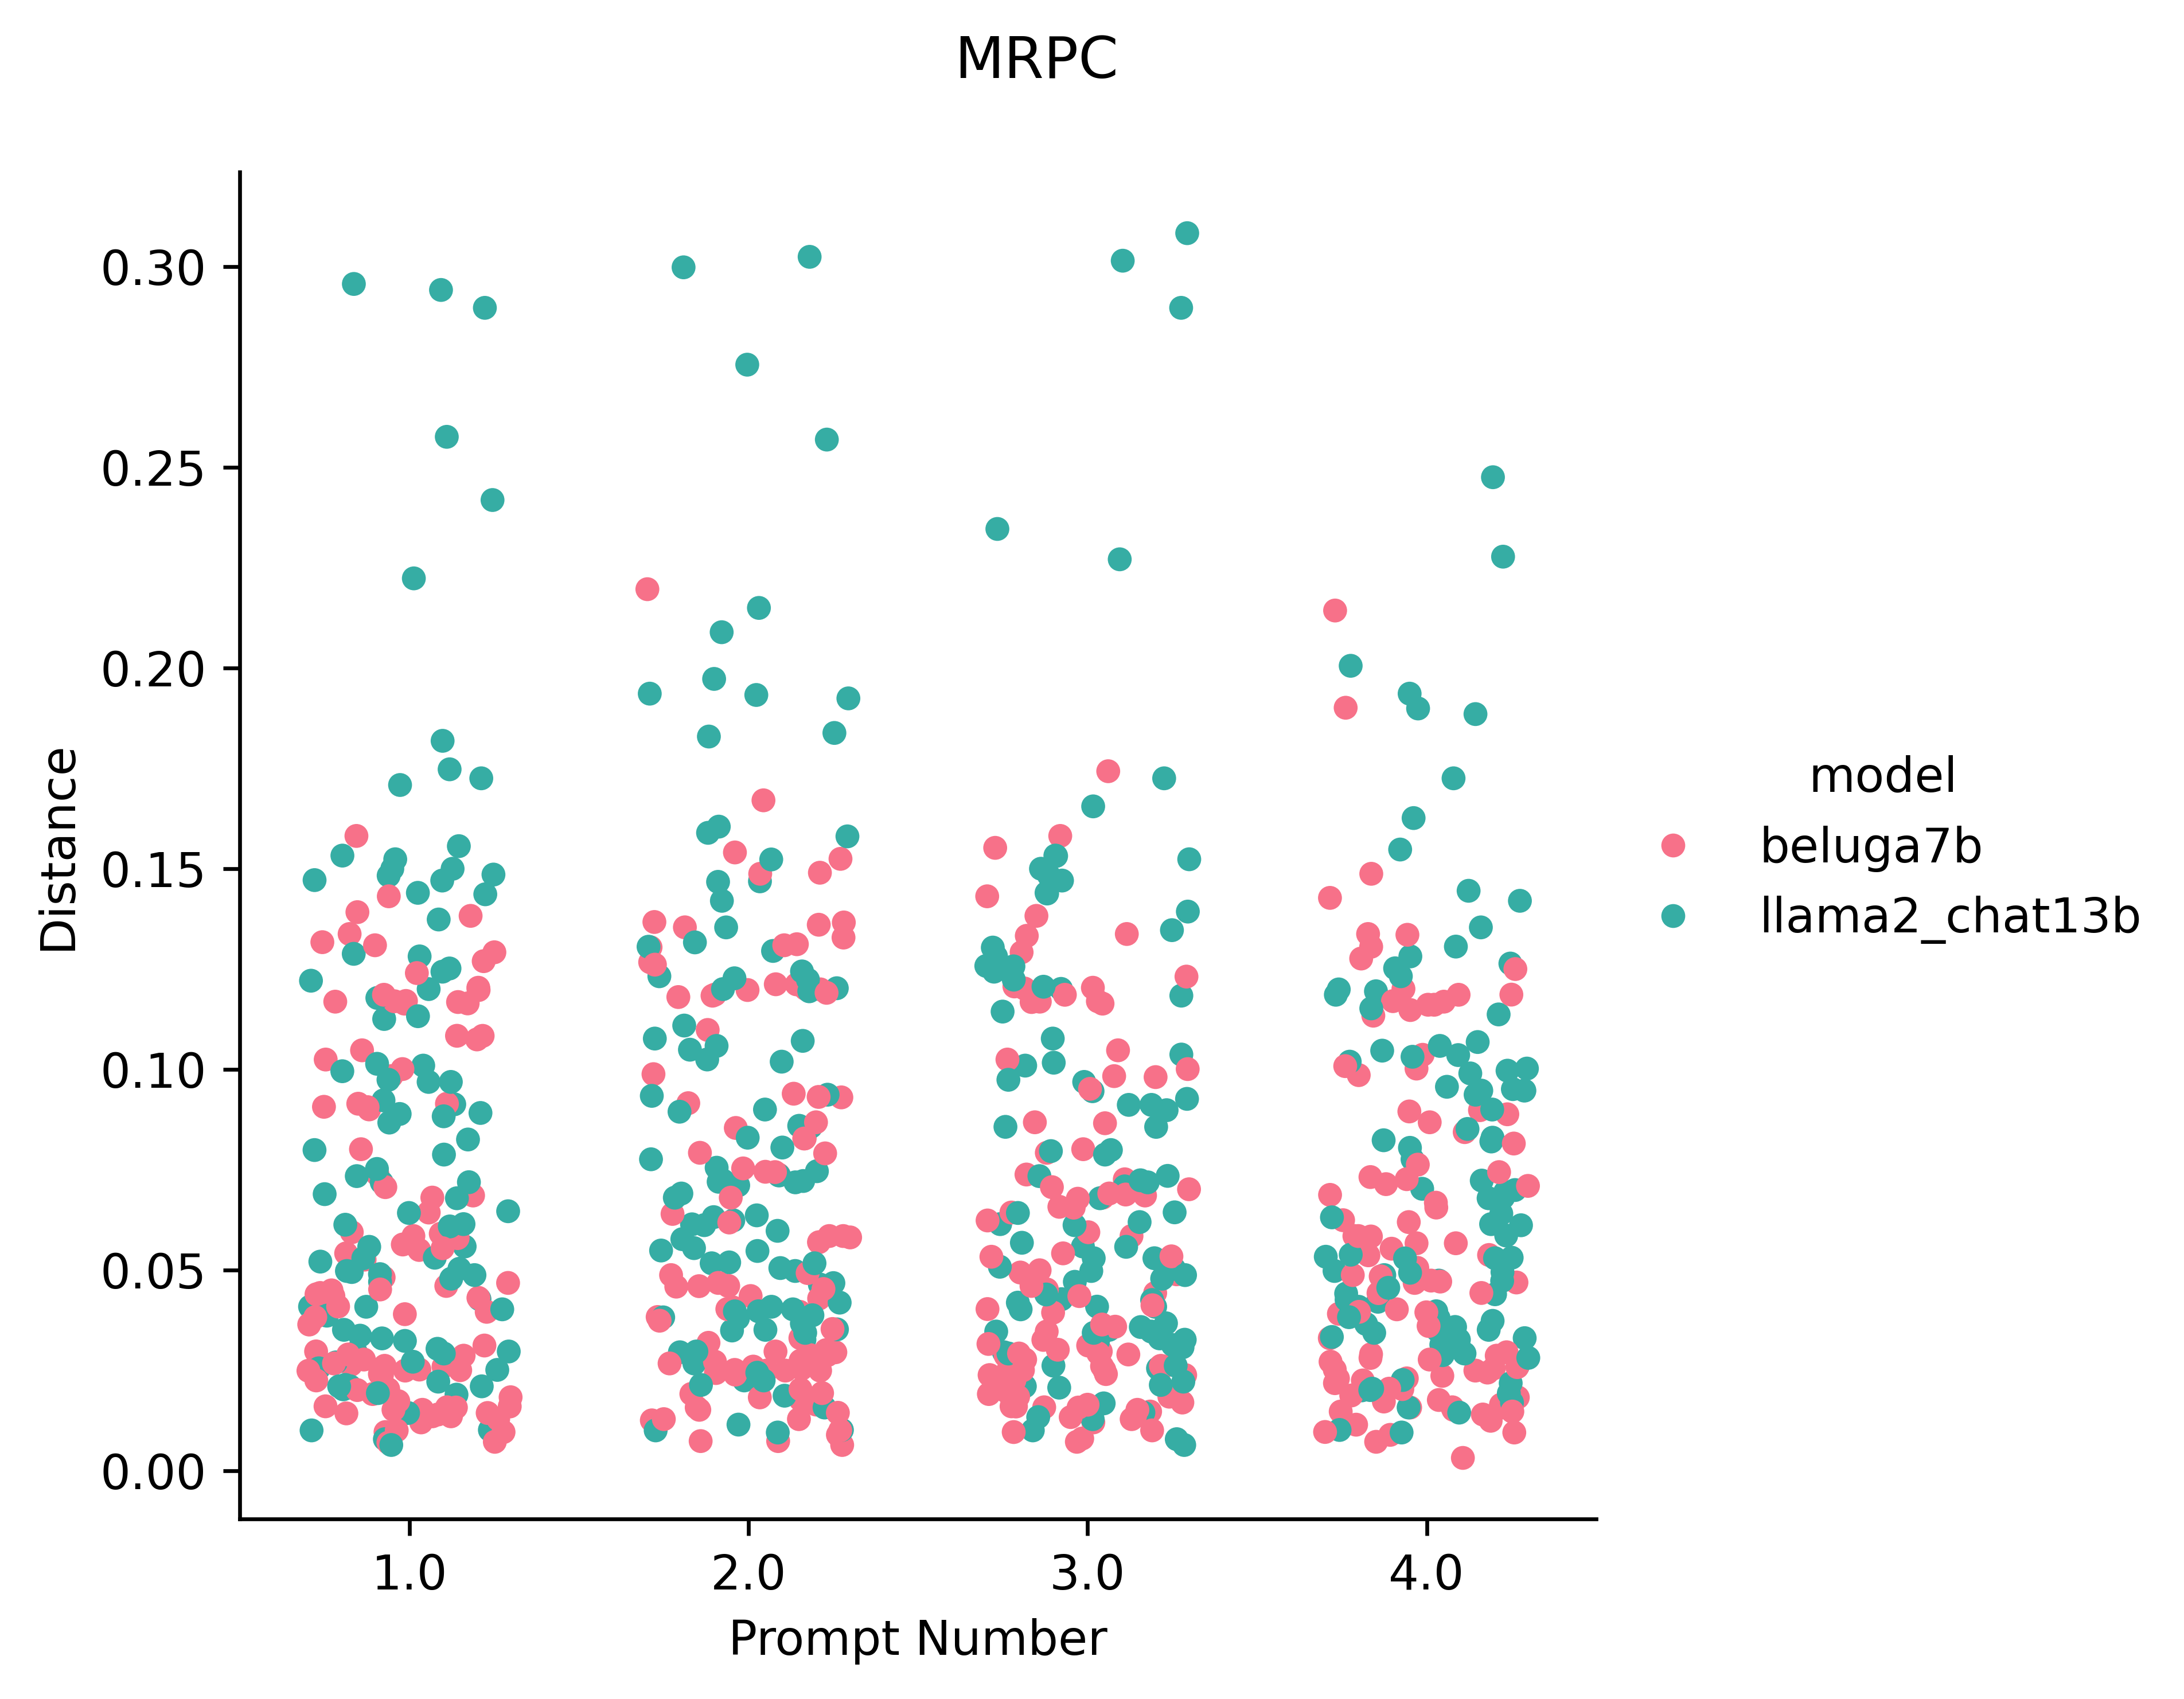 MRPC
0.30
0.25
0.20
0.15
0.10
0.05
0.00
Distance
1.0 2.0 3.0 4.0
Prompt Number
model
beluga7b
llama2_chat13b